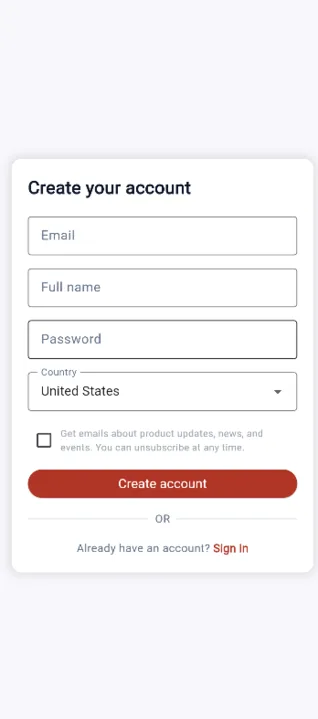 Create your account
Email
Full name
Password
Country
United States
Get emails about product updates, news, and
events. You can unsubscribe at any time.
Create account
OR
Already have an account? Sign in